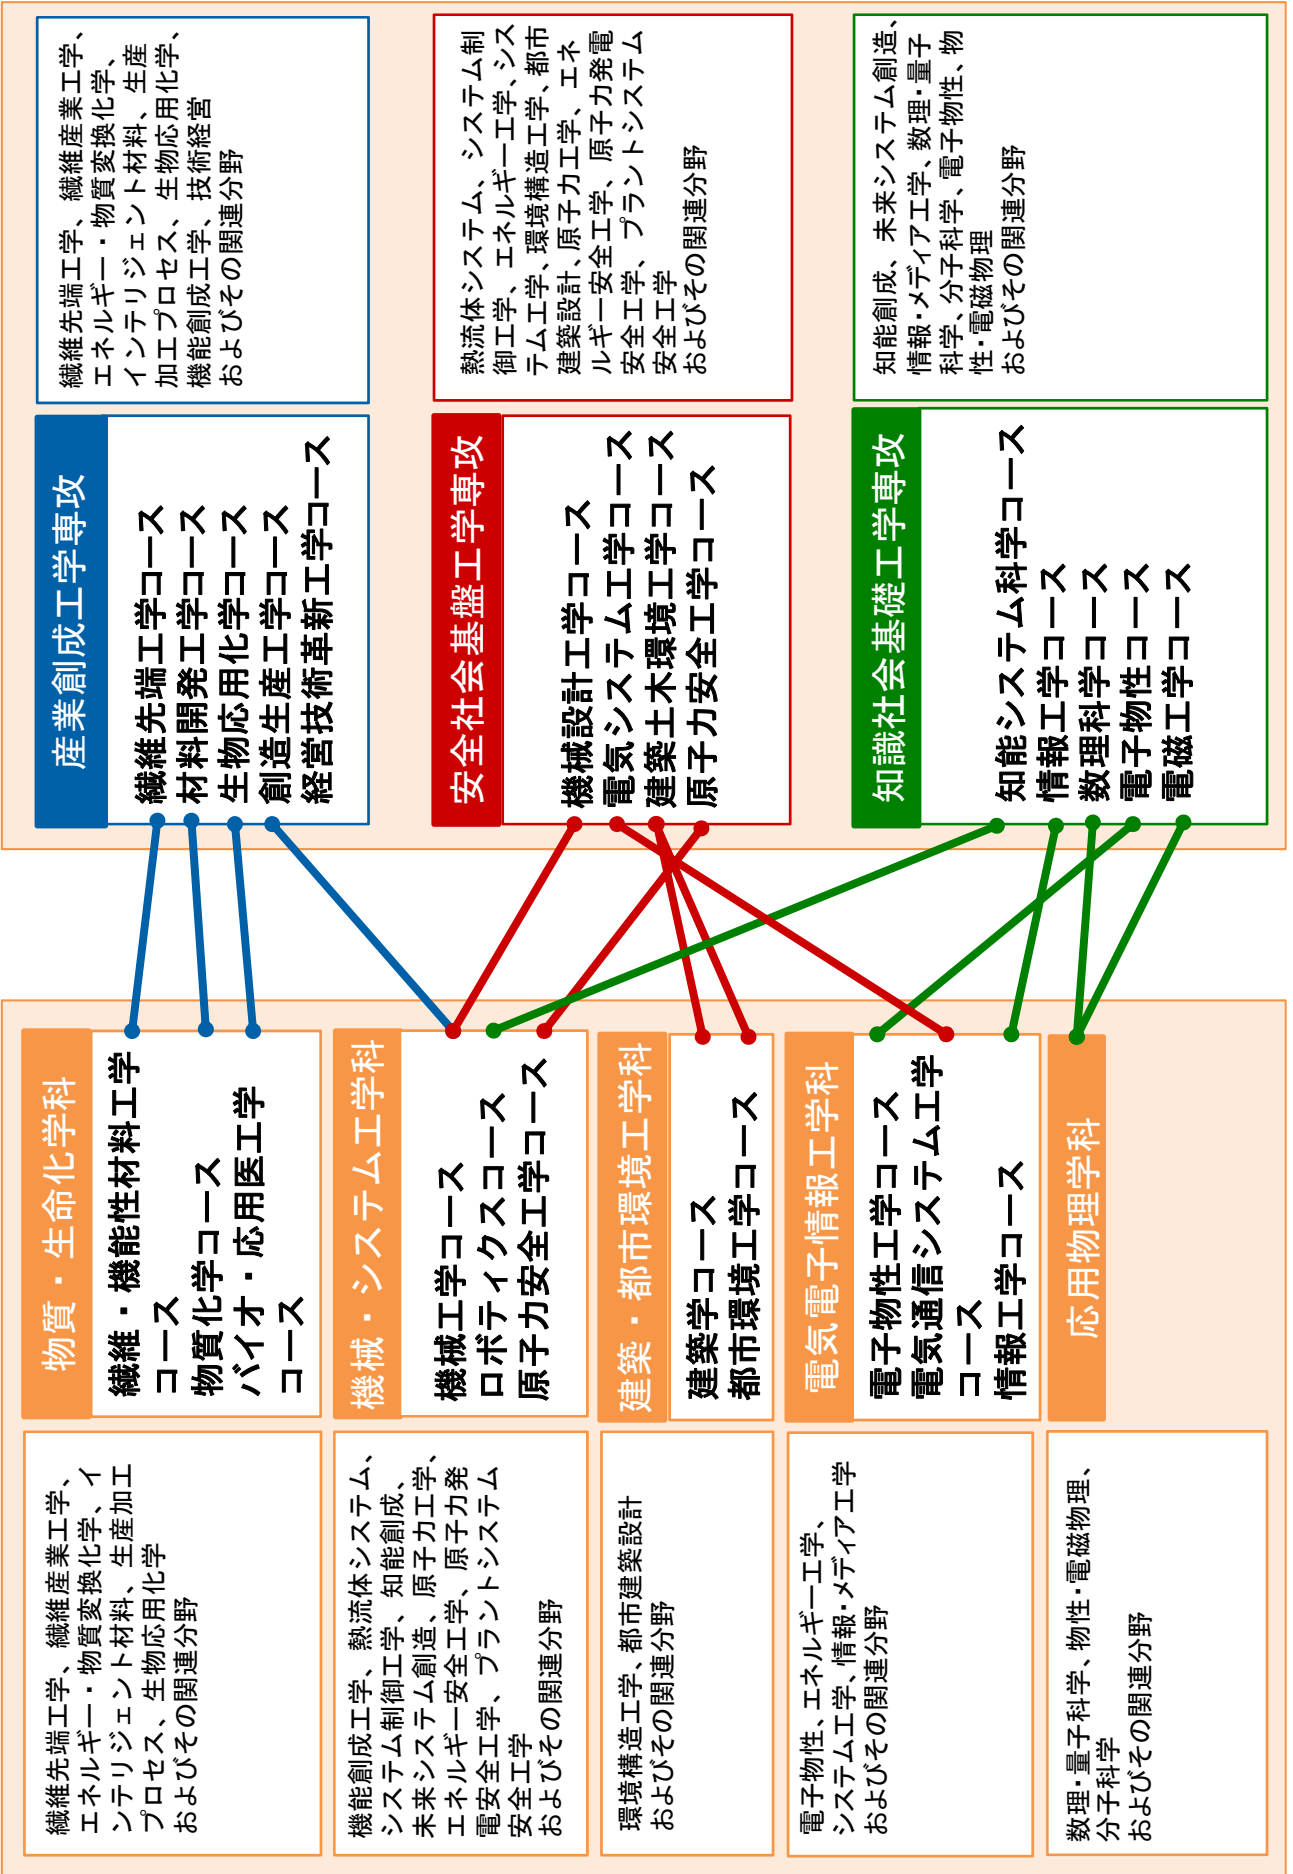 物質・生命化学科
繊維・機能性材料工学
コース
物質化学コース
バイオ・応用医工学
コース
繊維先端工学、繊維産業工学、
エネルギー・物質変換化学、イ
ンテリジェント材料、生産加工
プロセス、生物応用化学
およびその関連分野
機械・システム工学科
機械工学コース
ロボティクスコース
原子力安全工学コース
機能創成工学、熱流体システム、
システム制御工学、知能創成、
未来システム創造、原子力工学、
エネルギー安全工学、原子力発
電安全工学、プラントシステム
安全工学
およびその関連分野
建築・都市環境工学科
建築学コース
都市環境工学コース
環境構造工学、都市建築設計
およびその関連分野
電気電子情報工学科
電子物性工学コース
電気通信システム工学
コース
情報工学コース
電子物性、エネルギー工学、
システム工学、情報・メディア工学
およびその関連分野
応用物理学科
数理・量子科学、物性・電磁物理、
分子科学
およびその関連分野
産業創成工学専攻
繊維先端工学コース
材料開発工学コース
生物応用化学コース
創造生産工学コース
経営技術革新工学コース
繊維先端工学、繊維産業工学、
エネルギー・物質変換化学、
インテリジェント材料、生産
加工プロセス、生物応用化学、
機能創成工学、技術経営
およびその関連分野
安全社会基盤工学専攻
機械設計工学コース
電気システム工学コース
建築土木環境工学コース
原子力安全工学コース
熱流体システム、システム制
御工学、エネルギー工学、シス
テム工学、環境構造工学、都市
建築設計、原子力工学、エネ
ルギー安全工学、原子力発電
安全工学、プラントシステム
安全工学
およびその関連分野
知識社会基礎工学専攻
知能システム科学コース
情報工学コース
数理科学コース
電子物性コース
電磁工学コース
知能創成、未来システム創造、
情報・メディア工学、数理・量子
科学、分子科学、電子物性、物
性・電磁物理
およびその関連分野